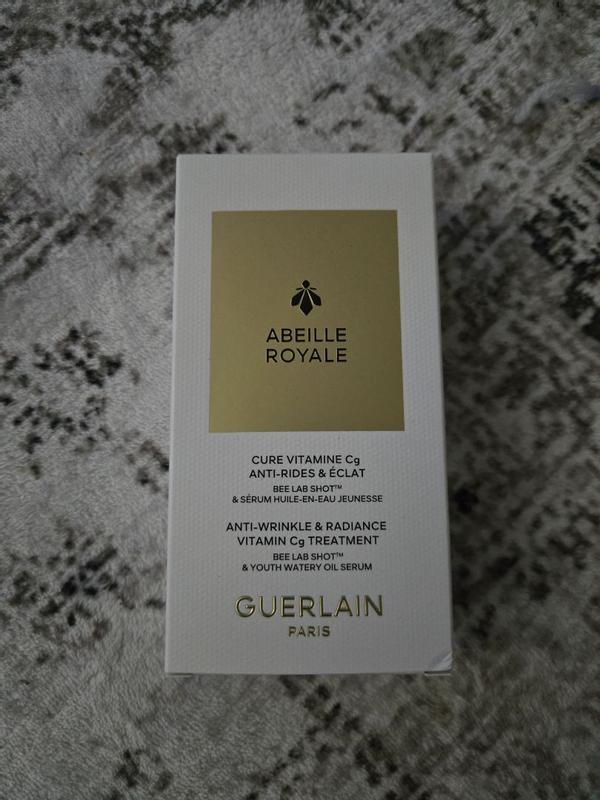 ABEILLE
ROYALE
CURE VITAMINE Cg
ANTI-RIDES & ÉCLAT
BEE LAB SHOT™
& SÉRUM HUILE-EN-EAU JEUNESSE
ANTI-WRINKLE & RADIANCE
VITAMIN Cg TREATMENT
BEE LAB SHOT™
& YOUTH WATERY OIL SERUM
GUERLAIN
PARIS